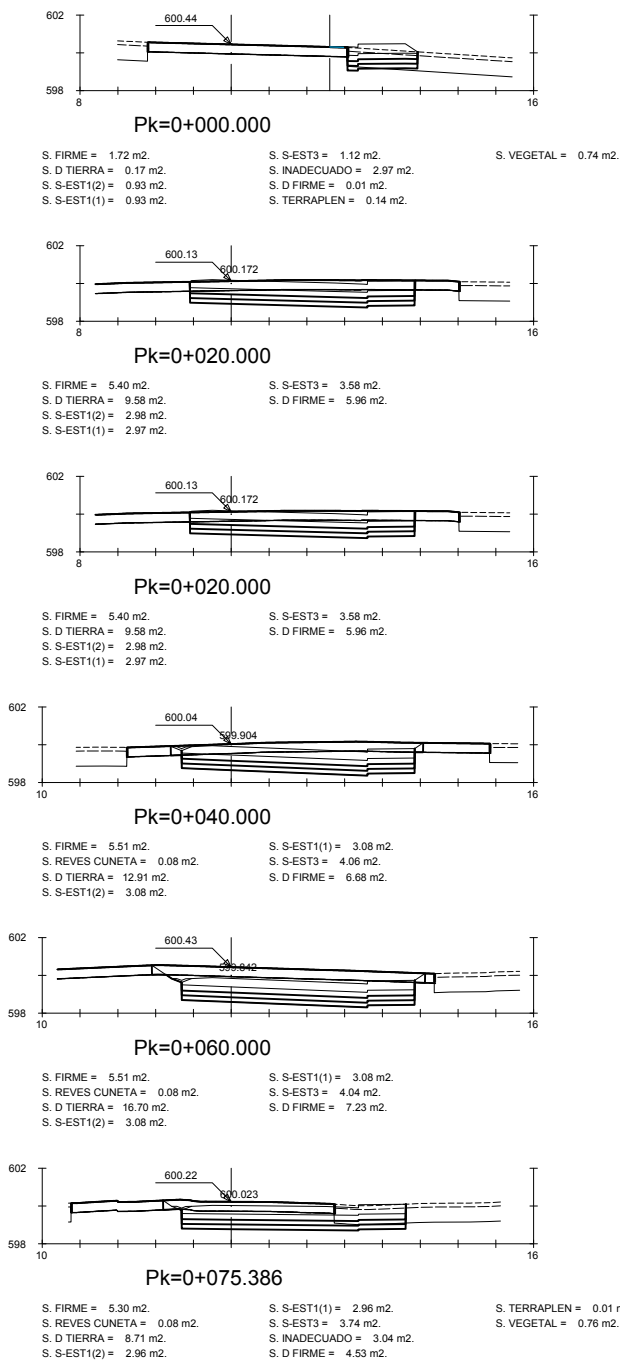 602
600.44
598
8
16
Pk=0+000.000
S. FIRME = 1.72 m2.
S. S-EST3 = 1.12 m2.
S. VEGETAL = 0.74 m2.
S. D TIERRA = 0.17 m2.
S. INADECUADO = 2.97 m2.
S. S-EST1(2) = 0.93 m2.
S. D FIRME = 0.01 m2.
S. S-EST1(1) = 0.93 m2.
S. TERRAPLEN = 0.14 m2.
602
600.13
600.172
598
8
16
Pk=0+020.000
S. FIRME = 5.40 m2.
S. S-EST3 = 3.58 m2.
S. D TIERRA = 9.58 m2.
S. D FIRME = 5.96 m2.
S. S-EST1(2) = 2.98 m2.
S. S-EST1(1) = 2.97 m2.
602
600.13
600.172
598
8
16
Pk=0+020.000
S. FIRME = 5.40 m2.
S. S-EST3 = 3.58 m2.
S. D TIERRA = 9.58 m2.
S. D FIRME = 5.96 m2.
S. S-EST1(2) = 2.98 m2.
S. S-EST1(1) = 2.97 m2.
602
600.04
599.904
598
10
16
Pk=0+040.000
S. FIRME = 5.51 m2.
S. S-EST1(1) = 3.08 m2.
S. REVES CUNETA = 0.08 m2.
S. S-EST3 = 4.06 m2.
S. D TIERRA = 12.91 m2.
S. D FIRME = 6.68 m2.
S. S-EST1(2) = 3.08 m2.
602
600.43
599.842
598
10
16
Pk=0+060.000
S. FIRME = 5.51 m2.
S. S-EST1(1) = 3.08 m2.
S. REVES CUNETA = 0.08 m2.
S. S-EST3 = 4.04 m2.
S. D TIERRA = 16.70 m2.
S. D FIRME = 7.23 m2.
S. S-EST1(2) = 3.08 m2.
602
600.22
600.023
598
10
16
Pk=0+075.386
S. FIRME = 5.30 m2.
S. S-EST1(1) = 2.96 m2.
S. TERRAPLEN = 0.01 m
S. REVES CUNETA = 0.08 m2.
S. S-EST3 = 3.74 m2.
S. VEGETAL = 0.76 m2.
S. D TIERRA = 8.71 m2.
S. INADECUADO = 3.04 m2.
S. S-EST1(2) = 2.96 m2.
S. D FIRME = 4.53 m2.